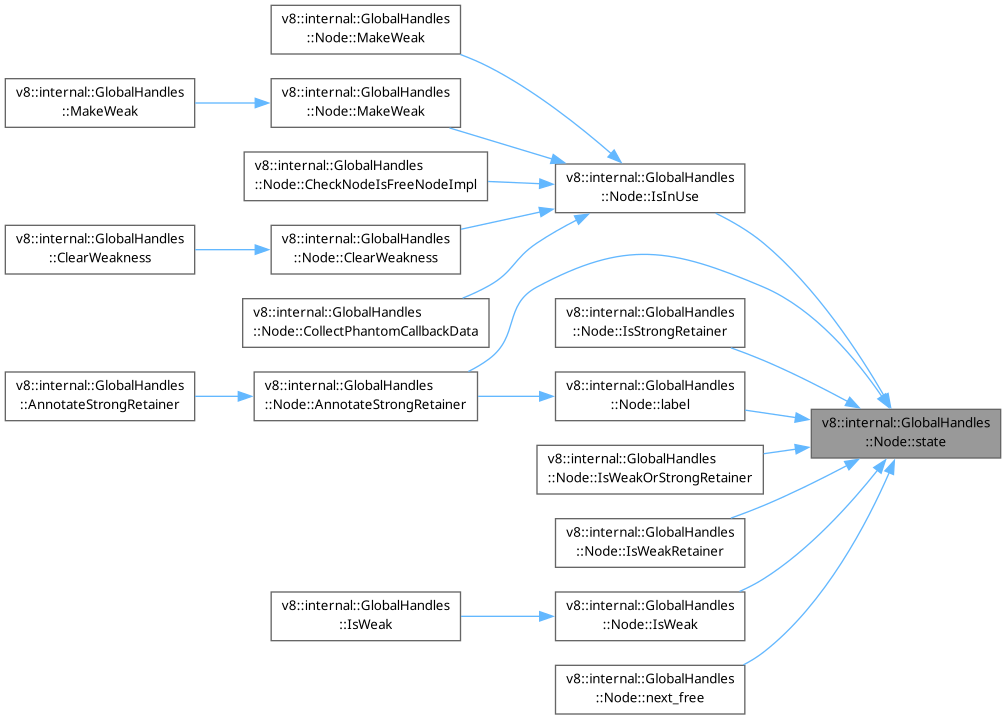 v8::internal::GlobalHandles
::Node::MakeWeak
v8::internal::GlobalHandles
::MakeWeak
v8::internal::GlobalHandles
::Node::MakeWeak
v8::internal::GlobalHandles
::Node::CheckNodeIsFreeNodeImpl
v8::internal::GlobalHandles
::Node::IsInUse
v8::internal::GlobalHandles
::ClearWeakness
v8::internal::GlobalHandles
::Node::ClearWeakness
v8::internal::GlobalHandles
::Node::CollectPhantomCallbackData
v8::internal::GlobalHandles
::Node::IsStrongRetainer
v8::internal::GlobalHandles
::AnnotateStrongRetainer
v8::internal::GlobalHandles
::Node::AnnotateStrongRetainer
v8::internal::GlobalHandles
::Node::label
v8::internal::GlobalHandles
::Node::state
v8::internal::GlobalHandles
::Node::IsWeakOrStrongRetainer
v8::internal::GlobalHandles
::Node::IsWeakRetainer
v8::internal::GlobalHandles
::IsWeak
v8::internal::GlobalHandles
::Node::IsWeak
v8::internal::GlobalHandles
::Node::next_free